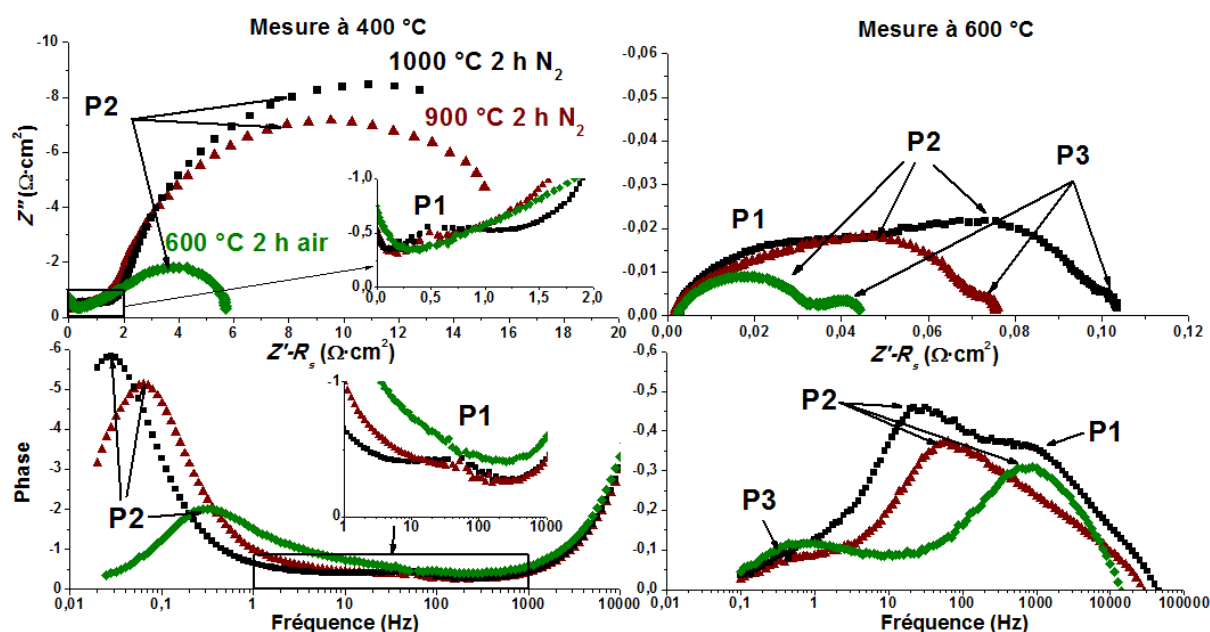 Mesure à 400 °C
Z″ (Ω·cm²)
-10
-8
-6
-4
-2
0
1000 °C 2 h N₂
900 °C 2 h N₂
600 °C 2 h air
P2
P1
-1,0
-0,5
0,0
0,0 0,5 1,0 1,5 2,0
0 2 4 6 8 10 12 14 16 18 20
Z'-Rₛ (Ω·cm²)
Mesure à 600 °C
-0,06
-0,05
-0,04
-0,03
-0,02
-0,01
0,00
P1
P2
P3
0,00 0,02 0,04 0,06 0,08 0,10 0,12
Z'-Rₛ (Ω·cm²)
Phase
-6
-5
-4
-3
-2
-1
0
P2
-1
0
P1
1 10 100 1000
0,01 0,1 1 10 100 1000 10000
Fréquence (Hz)
-0,6
-0,5
-0,4
-0,3
-0,2
-0,1
0,0
P3
P2
P1
0,01 0,1 1 10 100 1000 10000 100000
Fréquence (Hz)